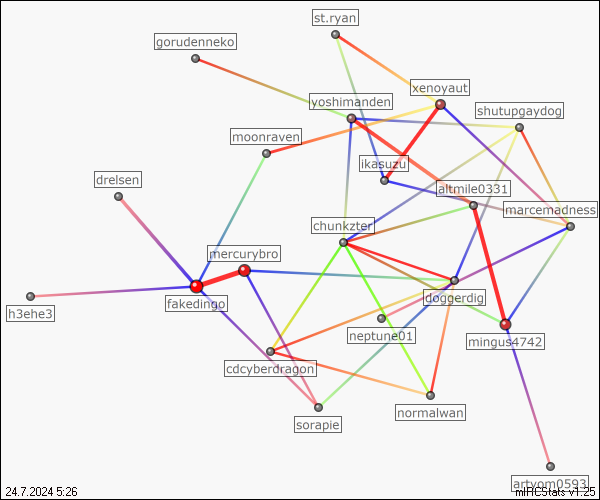 st.ryan
gorudenneko
xenoyaut
yoshimanden
shutupgaydog
moonraven
ikasuzu
drelsen
altmile0331
marcemadness
chunkzter
mercurybro
fakedingo
doggerdig
h3ehe3
neptune01
mingus4742
cdcyberdragon
normalwan
sorapie
artyom0593
24.7.2024 5:26
mIRCStats v1.25